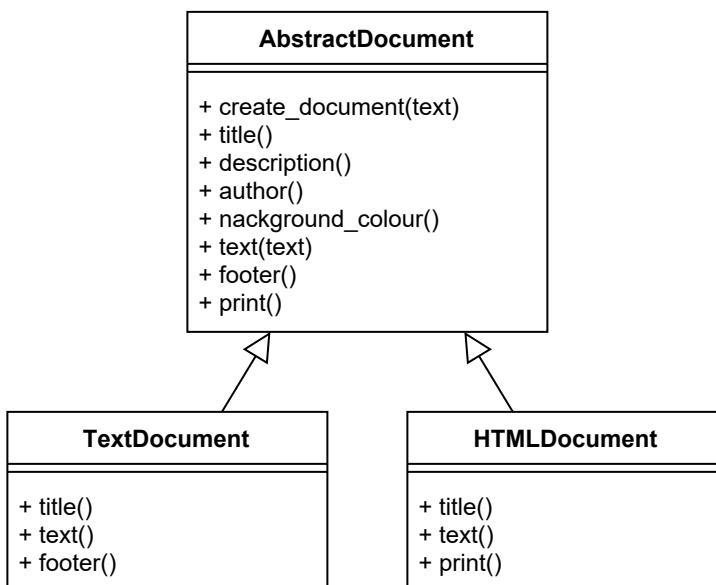 AbstractDocument
+ create_document(text)
+ title()
+ description()
+ author()
+ nackground_colour()
+ text(text)
+ footer()
+ print()
TextDocument
+ title()
+ text()
+ footer()
HTMLDocument
+ title()
+ text()
+ print()